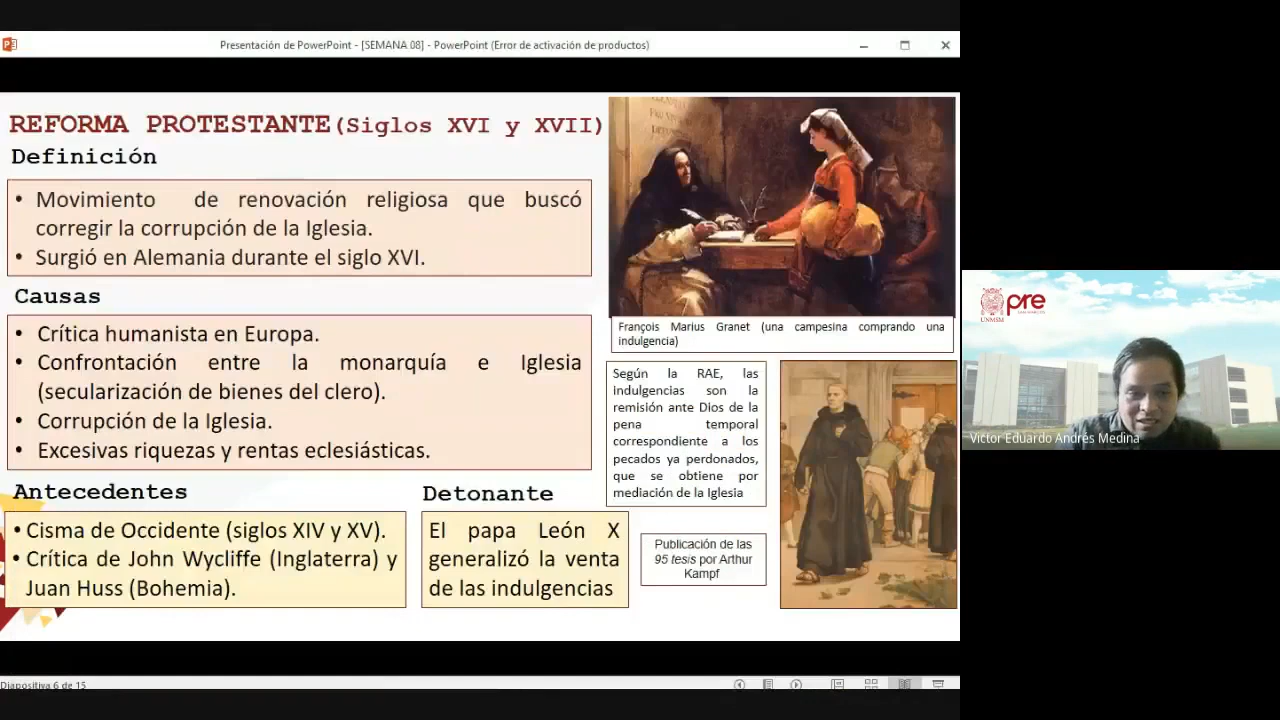 Presentación de PowerPoint - [SEMANA 08] - PowerPoint (Error de activación de productos)
REFORMA PROTESTANTE(Siglos XVI y XVII)
Definición
• Movimiento de renovación religiosa que buscó
corregir la corrupción de la Iglesia.
• Surgió en Alemania durante el siglo XVI.
Causas
• Crítica humanista en Europa.
• Confrontación entre la monarquía e Iglesia
(secularización de bienes del clero).
• Corrupción de la Iglesia.
• Excesivas riquezas y rentas eclesiásticas.
Antecedentes
• Cisma de Occidente (siglos XIV y XV).
• Crítica de John Wycliffe (Inglaterra) y
Juan Huss (Bohemia).
Detonante
El papa León X
generalizó la venta
de las indulgencias
François Marius Granet (una campesina comprando una
indulgencia)
Según la RAE, las
indulgencias son la
remisión ante Dios de la
pena temporal
correspondiente a los
pecados ya perdonados,
que se obtiene por
mediación de la Iglesia
Publicación de las
95 tesis por Arthur
Kampf
Diapositiva 6 de 15
UNMSM
pre
Victor Eduardo Andrés Medina